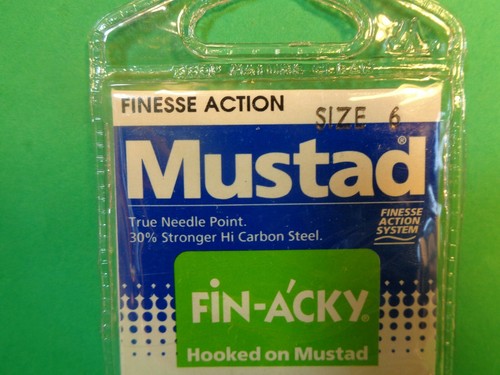 FINESSE ACTION
SIZE 6
Mustad®
True Needle Point.
30% Stronger Hi Carbon Steel.
FINESSE
ACTION
SYSTEM
FIN-ÁCKY®
Hooked on Mustad